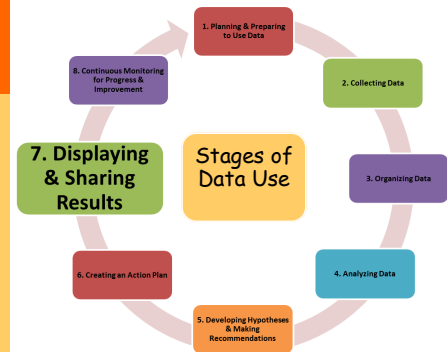 1. Planning & Preparing
to Use Data
2. Collecting Data
3. Organizing Data
4. Analyzing Data
5. Developing Hypotheses
& Making
Recommendations
6. Creating an Action Plan
7. Displaying
& Sharing
Results
8. Continuous Monitoring
for Progress &
Improvement
Stages of
Data Use